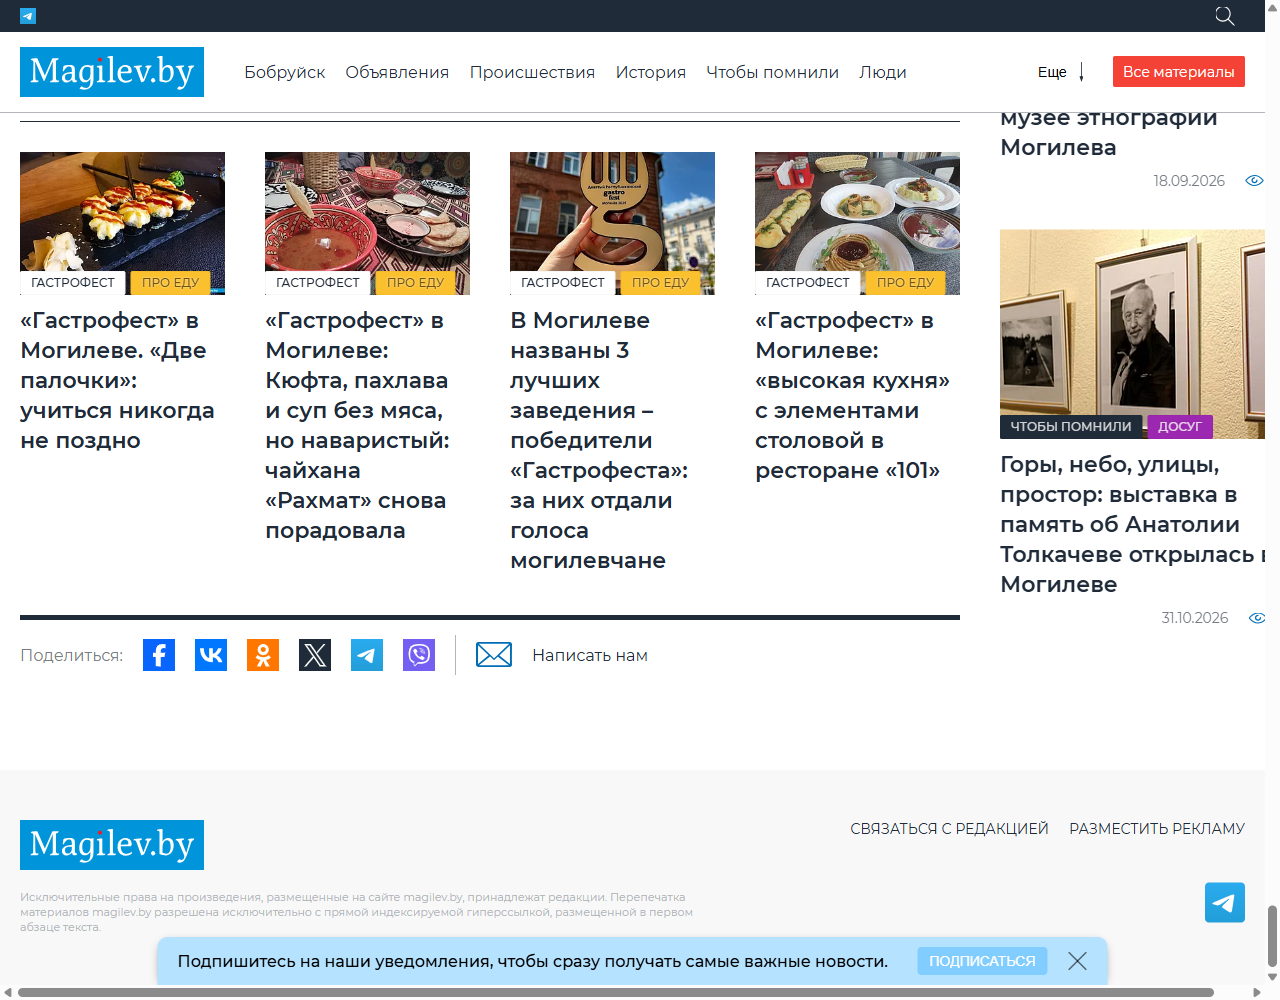 Magilev.by
Бобруйск Объявления Происшествия История Чтобы помнили Люди
Еще
Все материалы
музее этнографии
Могилева
18.09.2026
ГАСТРОФЕСТ ПРО ЕДУ
«Гастрофест» в
Могилеве. «Две
палочки»:
учиться никогда
не поздно
ГАСТРОФЕСТ ПРО ЕДУ
«Гастрофест» в
Могилеве:
Кюфта, пахлава
и суп без мяса,
но наваристый:
чайхана
«Рахмат» снова
порадовала
ГАСТРОФЕСТ ПРО ЕДУ
В Могилеве
названы 3
лучших
заведения –
победители
«Гастрофеста»:
за них отдали
голоса
могилевчане
ГАСТРОФЕСТ ПРО ЕДУ
«Гастрофест» в
Могилеве:
«высокая кухня»
с элементами
столовой в
ресторане «101»
ЧТОБЫ ПОМНИЛИ ДОСУГ
Горы, небо, улицы,
простор: выставка в
память об Анатолии
Толкачеве открылась в
Могилеве
31.10.2026
Поделиться:
Написать нам
Magilev.by
СВЯЗАТЬСЯ С РЕДАКЦИЕЙ РАЗМЕСТИТЬ РЕКЛАМУ
Исключительные права на произведения, размещенные на сайте magilev.by, принадлежат редакции. Перепечатка
материалов magilev.by разрешена исключительно с прямой индексируемой гиперссылкой, размещенной в первом
абзаце текста.
Подпишитесь на наши уведомления, чтобы сразу получать самые важные новости.
ПОДПИСАТЬСЯ